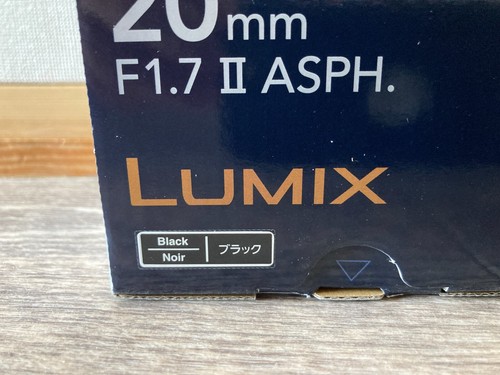 20mm
F1.7 II ASPH.
LUMIX
Black
Noir
ブラック